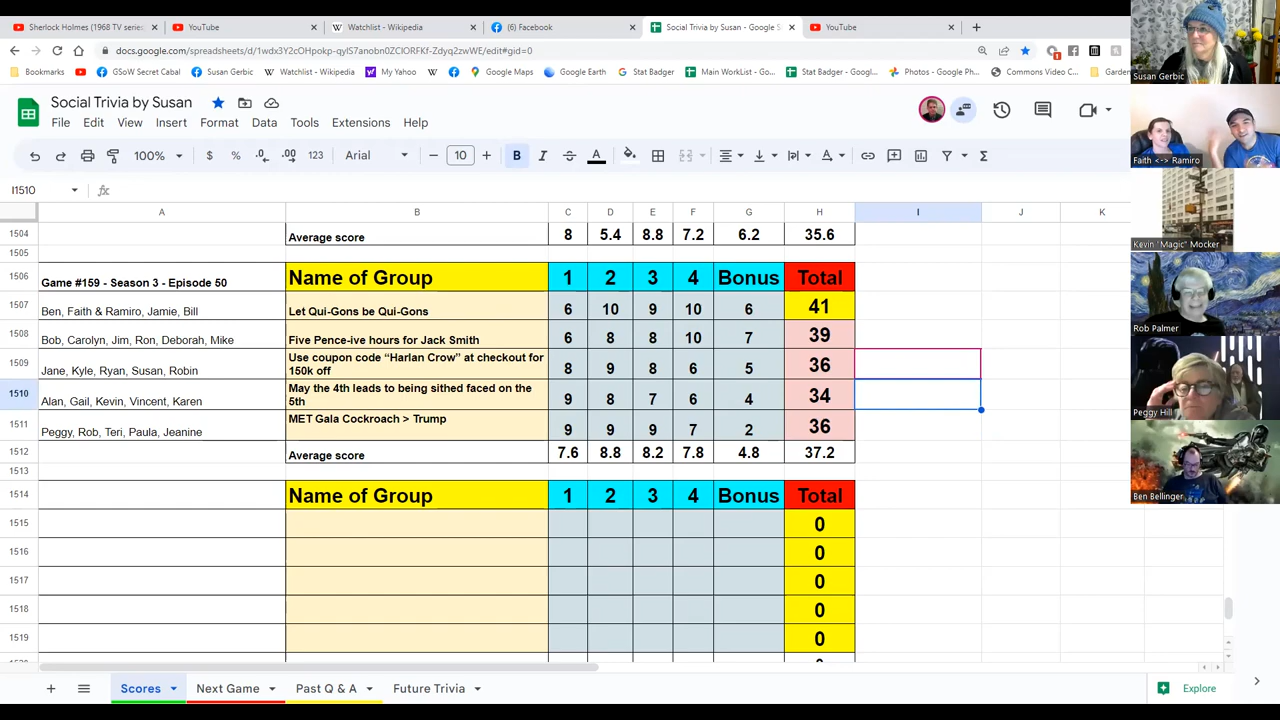 Sherlock Holmes (1968 TV series
YouTube
Watchlist - Wikipedia
(6) Facebook
Social Trivia by Susan - Google S
YouTube
docs.google.com/spreadsheets/d/1wdx3Y2cOHpokp-qylS7anobn0ZClORFKf-Zdyq2zwWE/edit#gid=0
Bookmarks
GSoW Secret Cabal
Susan Gerbic
Watchlist - Wikipedi...
My Yahoo
Google Maps
Google Earth
Stat Badger
Main WorkList - Go...
Stat Badger - Googl...
Photos - Google Ph...
Commons Video C...
Garden
Social Trivia by Susan
File Edit View Insert Format Data Tools Extensions Help
100% $ % .0 .00 123 Arial 10 B I A
I1510 fx
A B C D E F G H I J K
1504 Average score 8 5.4 8.8 7.2 6.2 35.6
1505
1506 Game #159 - Season 3 - Episode 50 Name of Group 1 2 3 4 Bonus Total
1507 Ben, Faith & Ramiro, Jamie, Bill Let Qui-Gons be Qui-Gons 6 10 9 10 6 41
1508 Bob, Carolyn, Jim, Ron, Deborah, Mike Five Pence-ive hours for Jack Smith 6 8 8 10 7 39
1509 Jane, Kyle, Ryan, Susan, Robin Use coupon code “Harlan Crow” at checkout for
150k off 8 9 8 6 5 36
1510 Alan, Gail, Kevin, Vincent, Karen May the 4th leads to being sithed faced on the
5th 9 8 7 6 4 34
1511 Peggy, Rob, Teri, Paula, Jeanine MET Gala Cockroach > Trump 9 9 9 7 2 36
1512 Average score 7.6 8.8 8.2 7.8 4.8 37.2
1513
1514 Name of Group 1 2 3 4 Bonus Total
1515 0
1516 0
1517 0
1518 0
1519 0
Scores
Next Game
Past Q & A
Future Trivia
Explore
Susan Gerbic
Faith <-> Ramiro
Kevin "Magic" Mocker
Rob Palmer
Peggy Hill
Ben Bellinger